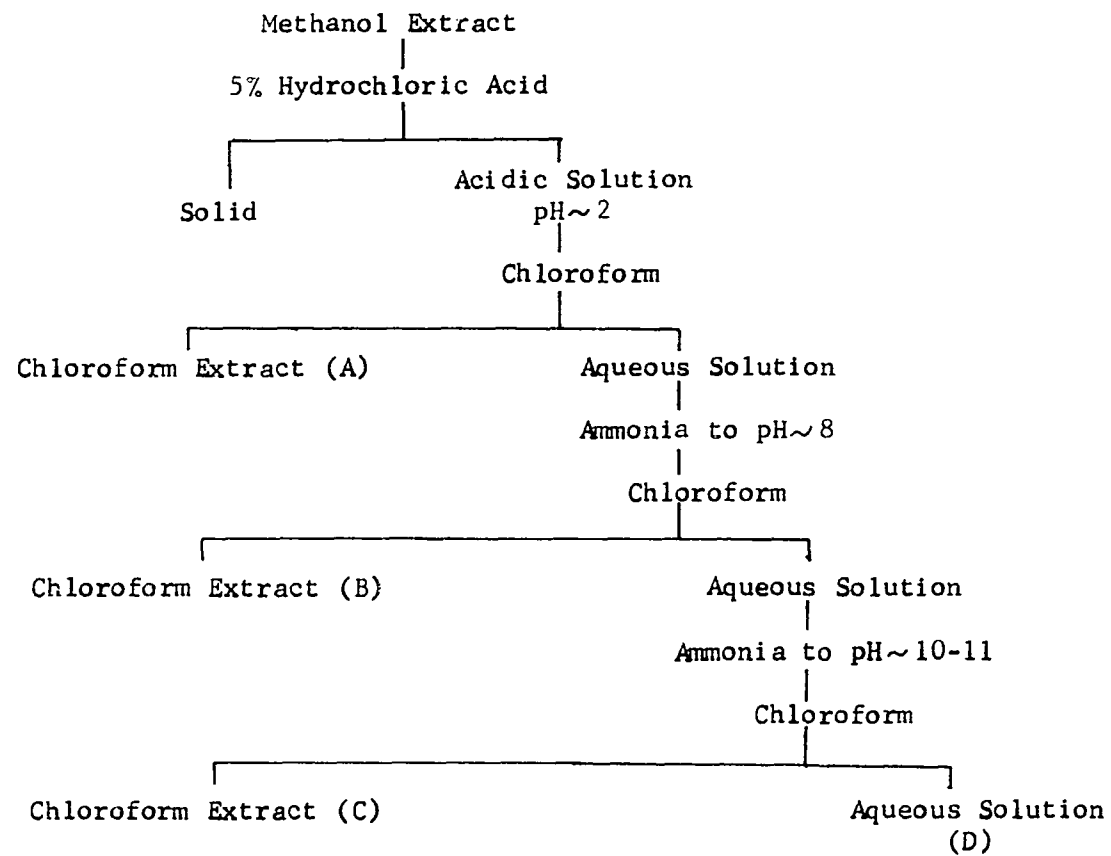 Methanol Extract
5% Hydrochloric Acid
Solid
Acidic Solution
pH~2
Chloroform
Chloroform Extract (A)
Aqueous Solution
Ammonia to pH~8
Chloroform
Chloroform Extract (B)
Aqueous Solution
Ammonia to pH~10-11
Chloroform
Chloroform Extract (C)
Aqueous Solution
(D)